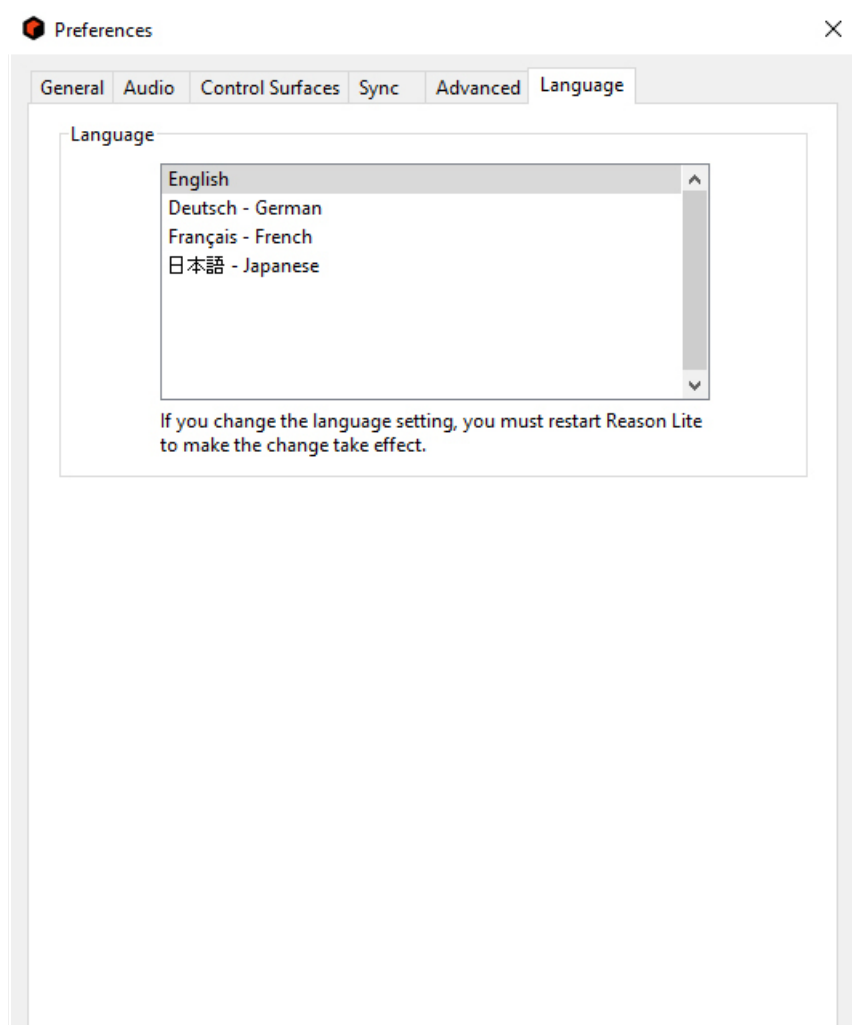 Preferences
General Audio Control Surfaces Sync Advanced Language
Language
English
Deutsch - German
Français - French
日本語 - Japanese
If you change the language setting, you must restart Reason Lite
to make the change take effect.